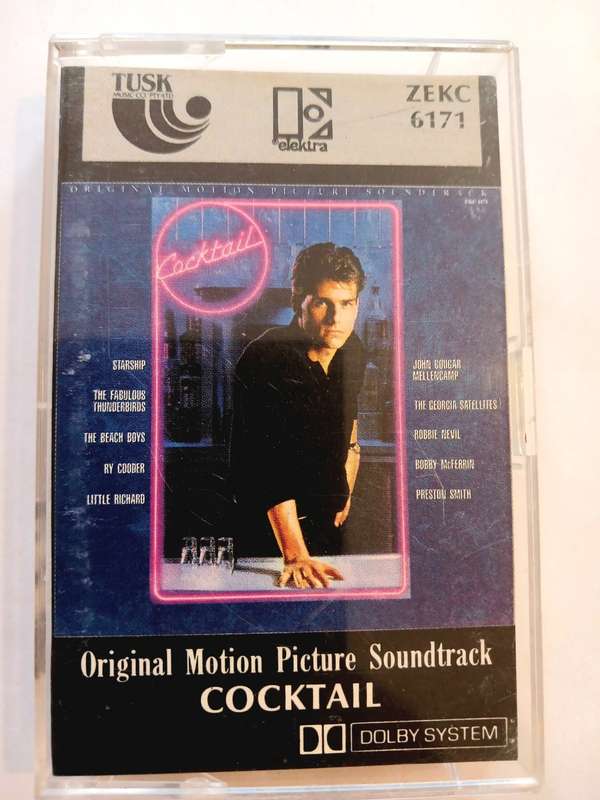 TUSK
MUSIC CO. PTY LTD
elektra
ZEKC
6171
ORIGINAL MOTION PICTURE SOUNDTRACK
Cocktail
STARSHIP
THE FABULOUS
THUNDERBIRDS
THE BEACH BOYS
RY COODER
LITTLE RICHARD
JOHN COUGAR
MELLENCAMP
THE GEORGIA SATELLITES
ROBBIE NEVIL
BOBBY McFERRIN
PRESTON SMITH
Original Motion Picture Soundtrack
COCKTAIL
DOLBY SYSTEM